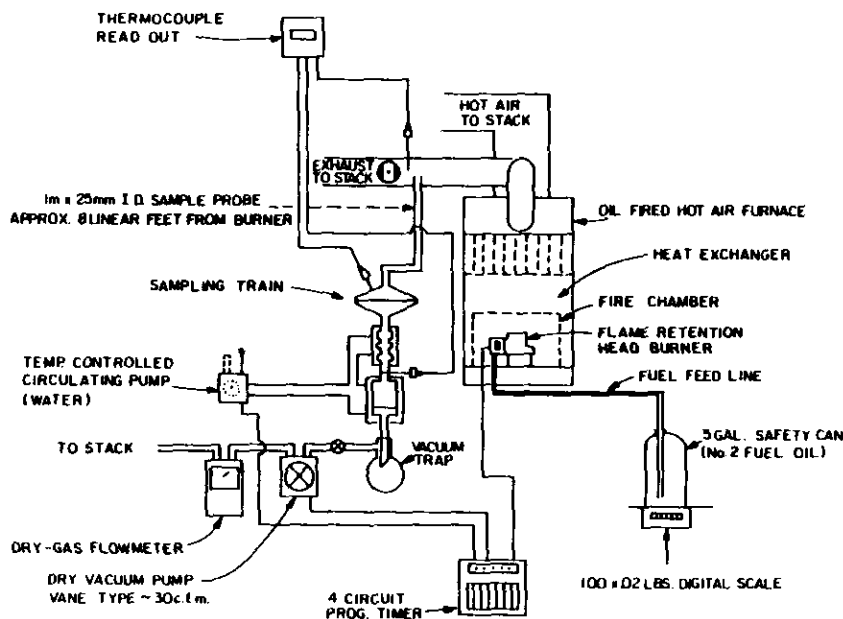 THERMOCOUPLE
READ OUT
HOT AIR
TO STACK
EXHAUST
TO STACK
1m x 25mm I.D. SAMPLE PROBE
APPROX. 8 LINEAR FEET FROM BURNER
OIL FIRED HOT AIR FURNACE
HEAT EXCHANGER
SAMPLING TRAIN
FIRE CHAMBER
FLAME RETENTION
HEAD BURNER
TEMP. CONTROLLED
CIRCULATING PUMP
(WATER)
FUEL FEED LINE
TO STACK
VACUUM
TRAP
5 GAL. SAFETY CAN
(No. 2 FUEL OIL)
DRY-GAS FLOWMETER
DRY VACUUM PUMP
VANE TYPE ~ 30c.f.m.
4 CIRCUIT
PROG. TIMER
100 x .02 LBS. DIGITAL SCALE